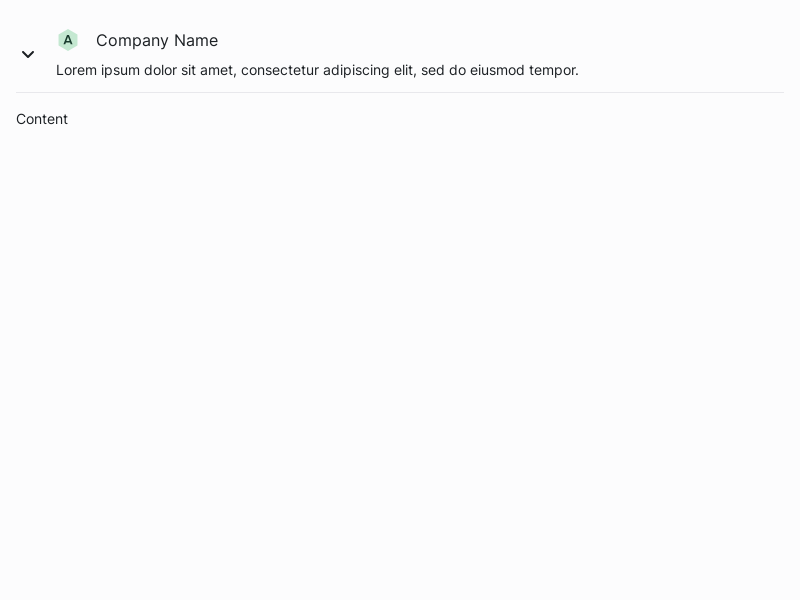 A Company Name
Lorem ipsum dolor sit amet, consectetur adipiscing elit, sed do eiusmod tempor.
Content